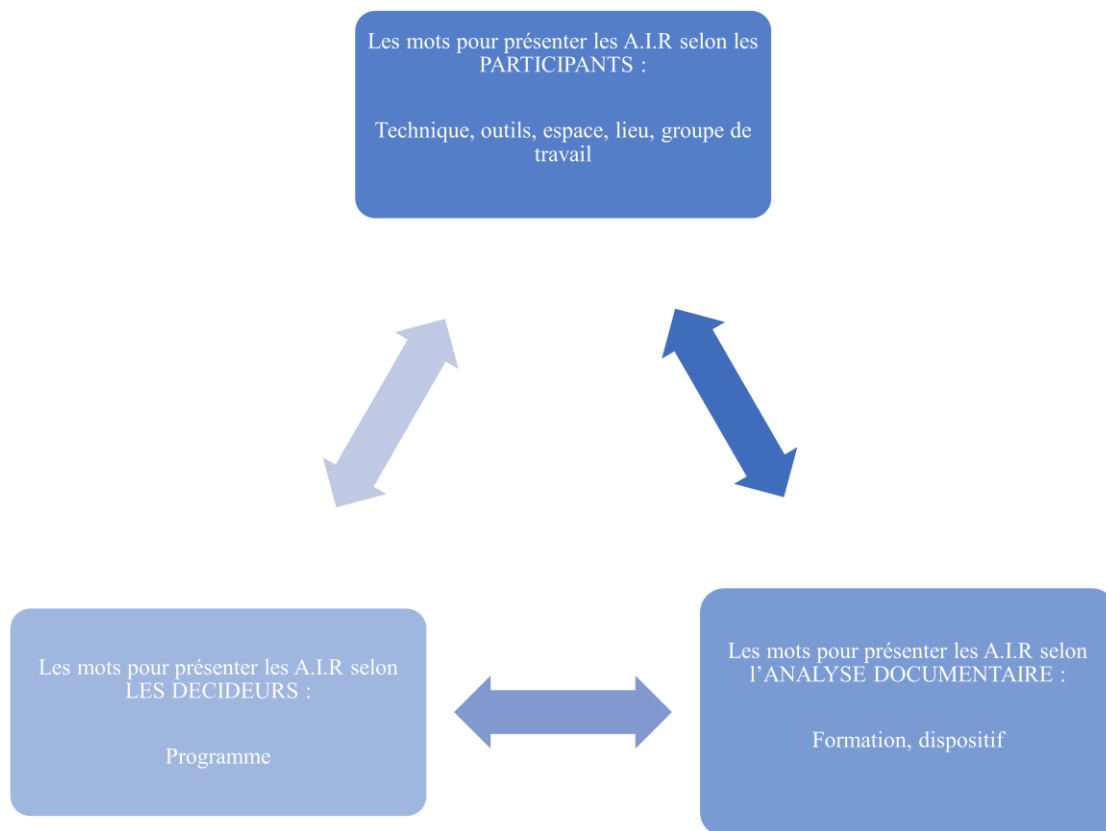 Les mots pour présenter les A.I.R selon les
PARTICIPANTS :
Technique, outils, espace, lieu, groupe de
travail
Les mots pour présenter les A.I.R selon
LES DECIDEURS :
Programme
Les mots pour présenter les A.I.R selon
l’ANALYSE DOCUMENTAIRE :
Formation, dispositif